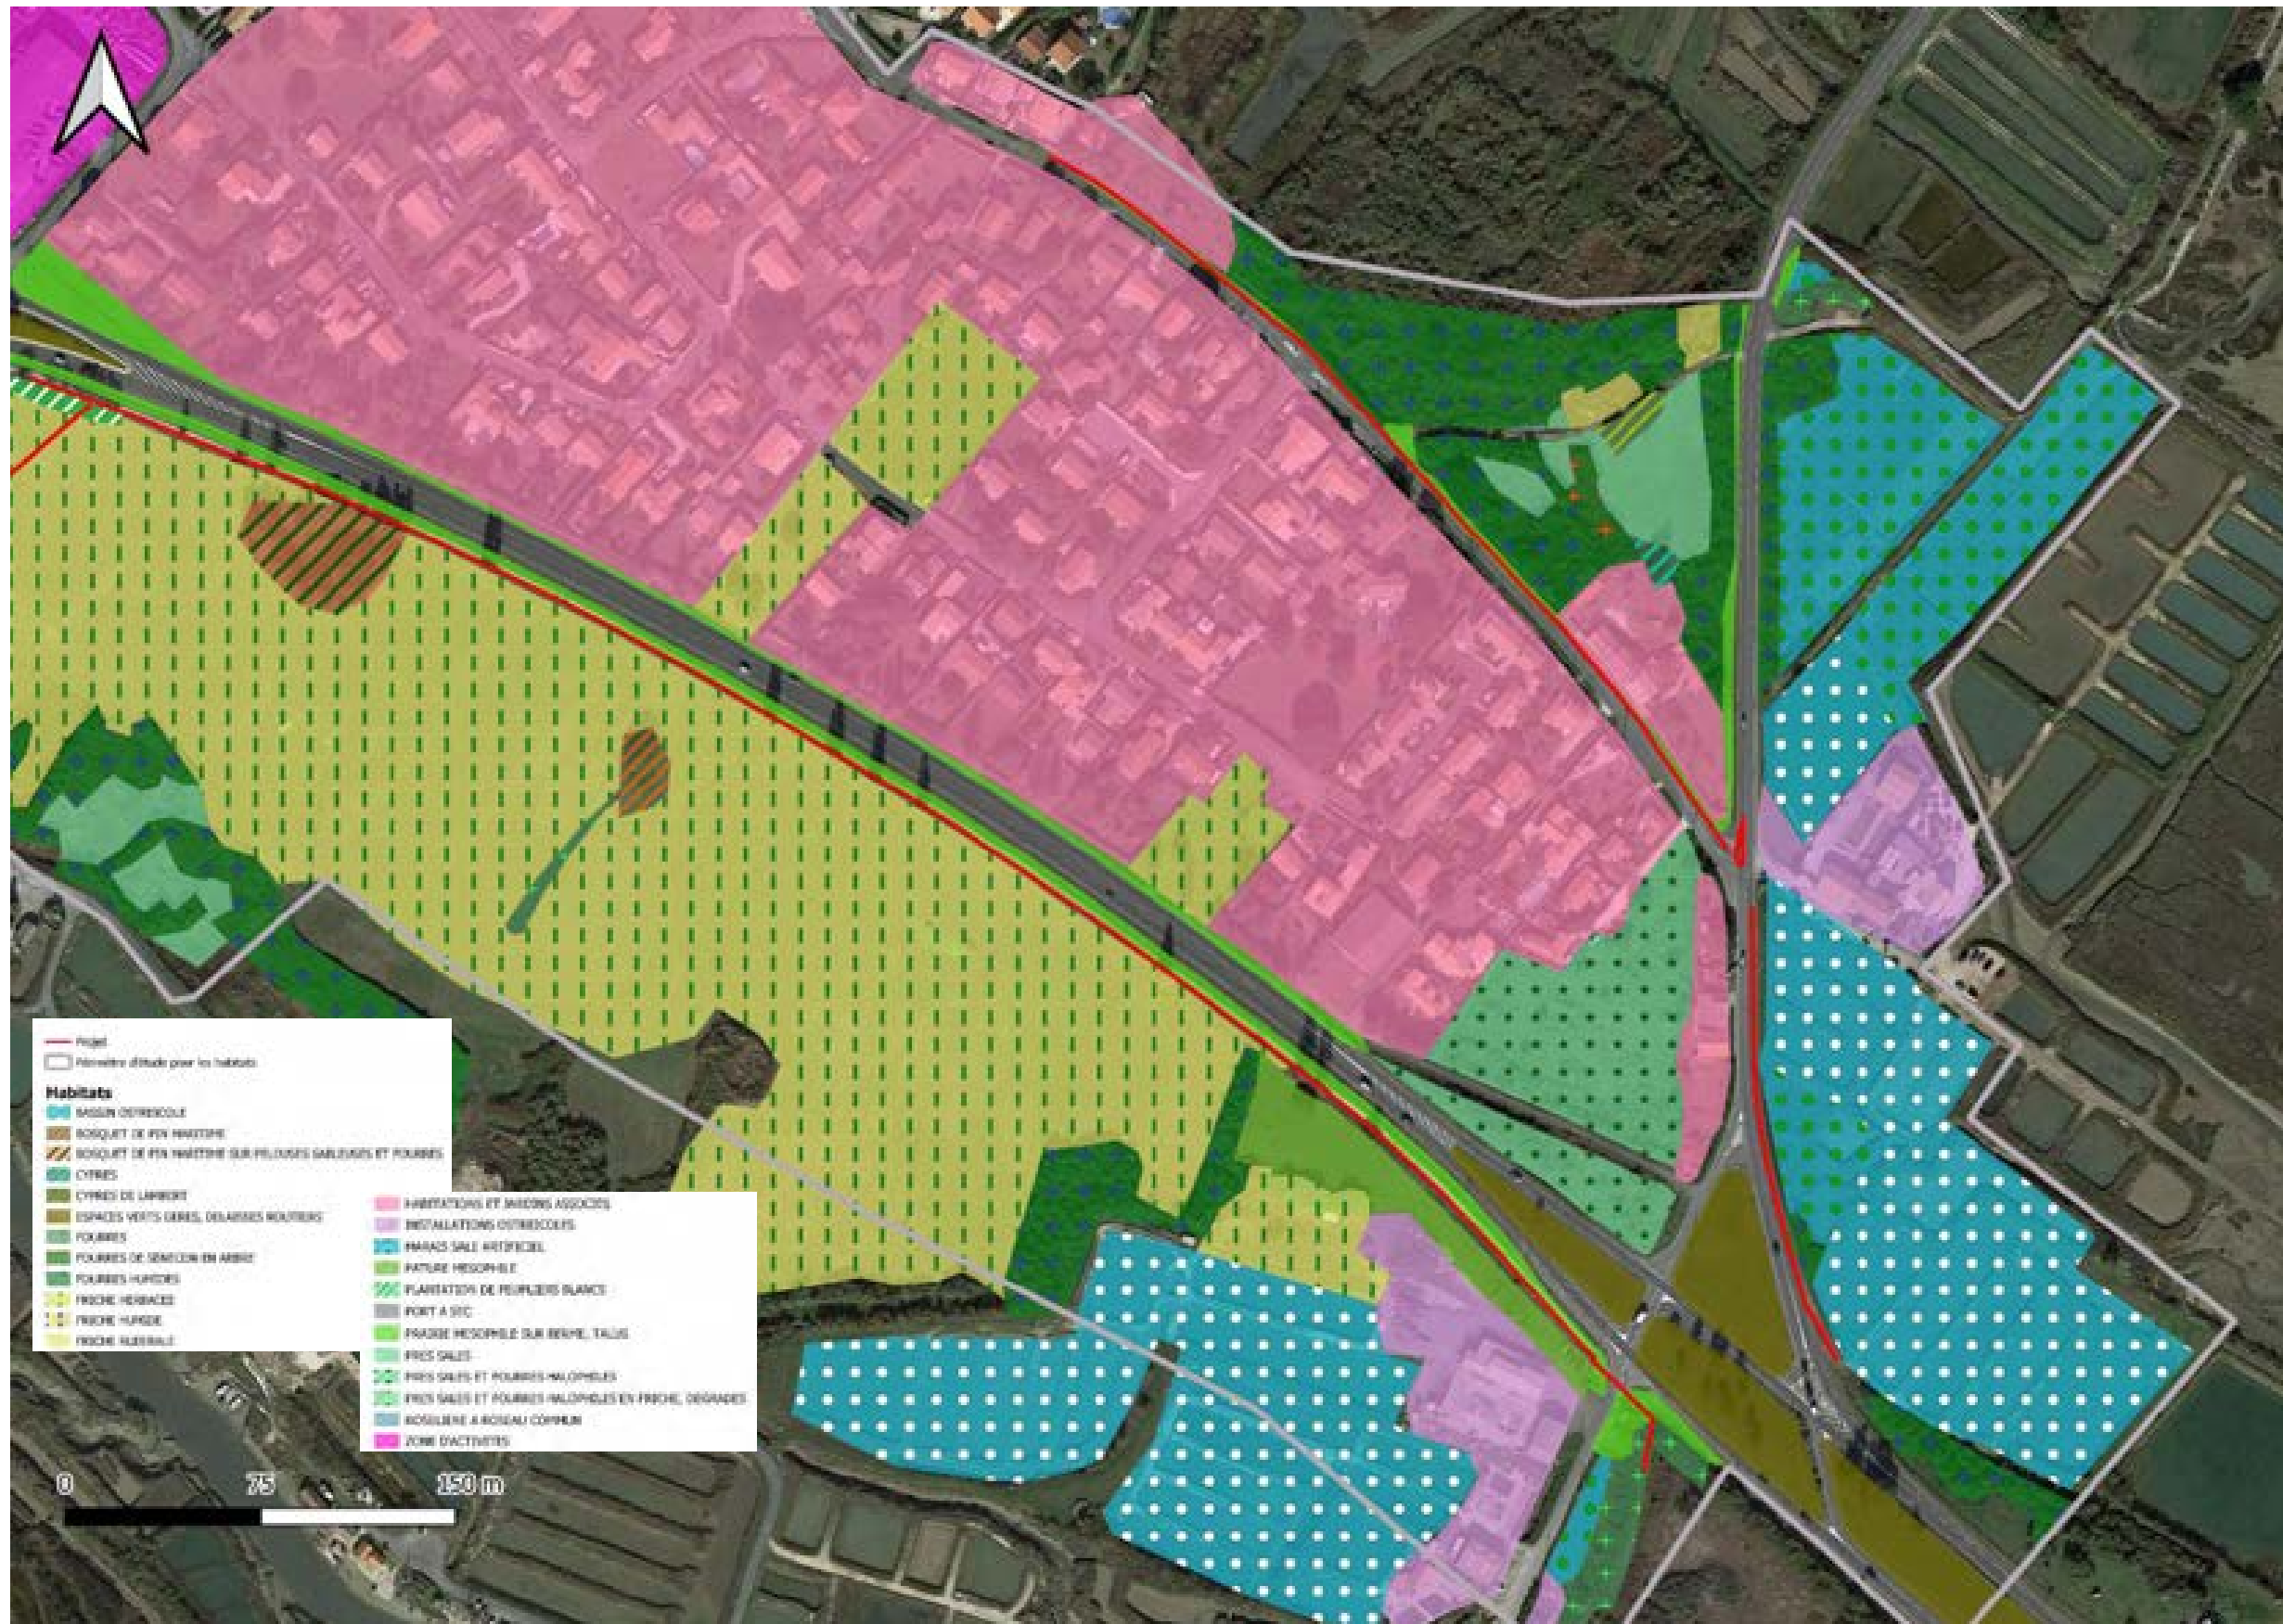 Projet
Périmètre d'étude pour les habitats
Habitats
BASSIN OSTREICOLE
BOSQUET DE PIN MARITIME
BOSQUET DE PIN MARITIME SUR PELOUSES SABLEUSES ET FOURRES
CYPRES
CYPRES DE LAMBERT
ESPACES VERTS GERES, DELAISSES ROUTIERS
FOURRES
FOURRES DE SENECON EN ARBRE
FOURRES HUMIDES
FRICHE HERBACEE
FRICHE HUMIDE
FRICHE RUDERALE
HABITATIONS ET JARDINS ASSOCIES
INSTALLATIONS OSTREICOLES
MARAIS SALE ARTIFICIEL
PATURE MESOPHILE
PLANTATION DE PEUPLIERS BLANCS
PORT A SEC
PRAIRIE MESOPHILE SUR BERME, TALUS
PRES SALES
PRES SALES ET FOURRES HALOPHILES
PRES SALES ET FOURRES HALOPHILES EN FRICHE, DEGRADES
ROSELIERE A ROSEAU COMMUN
ZONE D'ACTIVITES
0 75 150 m